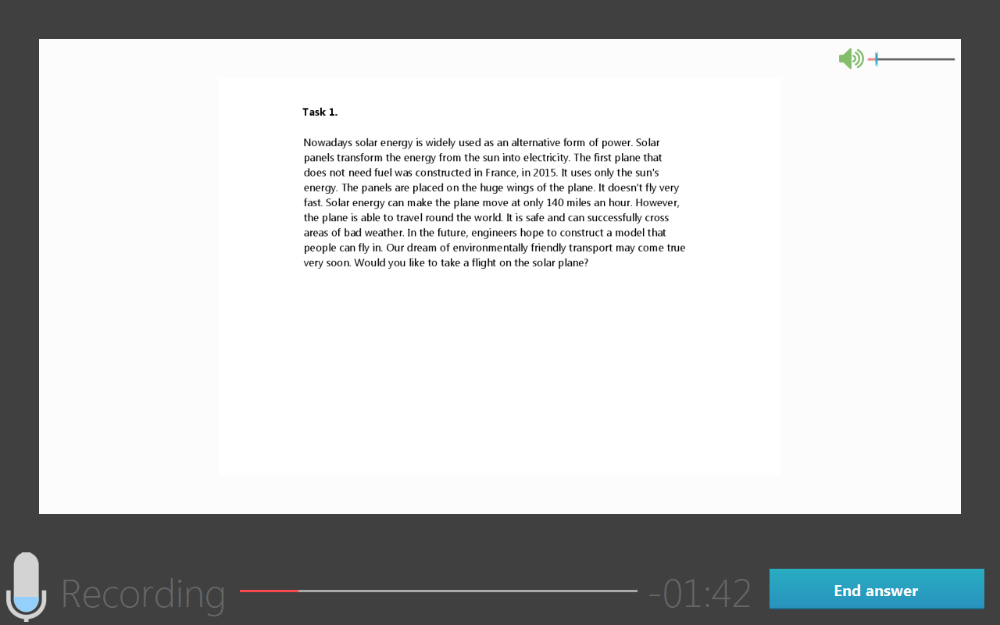 Task 1.
Nowadays solar energy is widely used as an alternative form of power. Solar
panels transform the energy from the sun into electricity. The first plane that
does not need fuel was constructed in France, in 2015. It uses only the sun's
energy. The panels are placed on the huge wings of the plane. It doesn't fly very
fast. Solar energy can make the plane move at only 140 miles an hour. However,
the plane is able to travel round the world. It is safe and can successfully cross
areas of bad weather. In the future, engineers hope to construct a model that
people can fly in. Our dream of environmentally friendly transport may come true
very soon. Would you like to take a flight on the solar plane?
Recording
-01:42
End answer